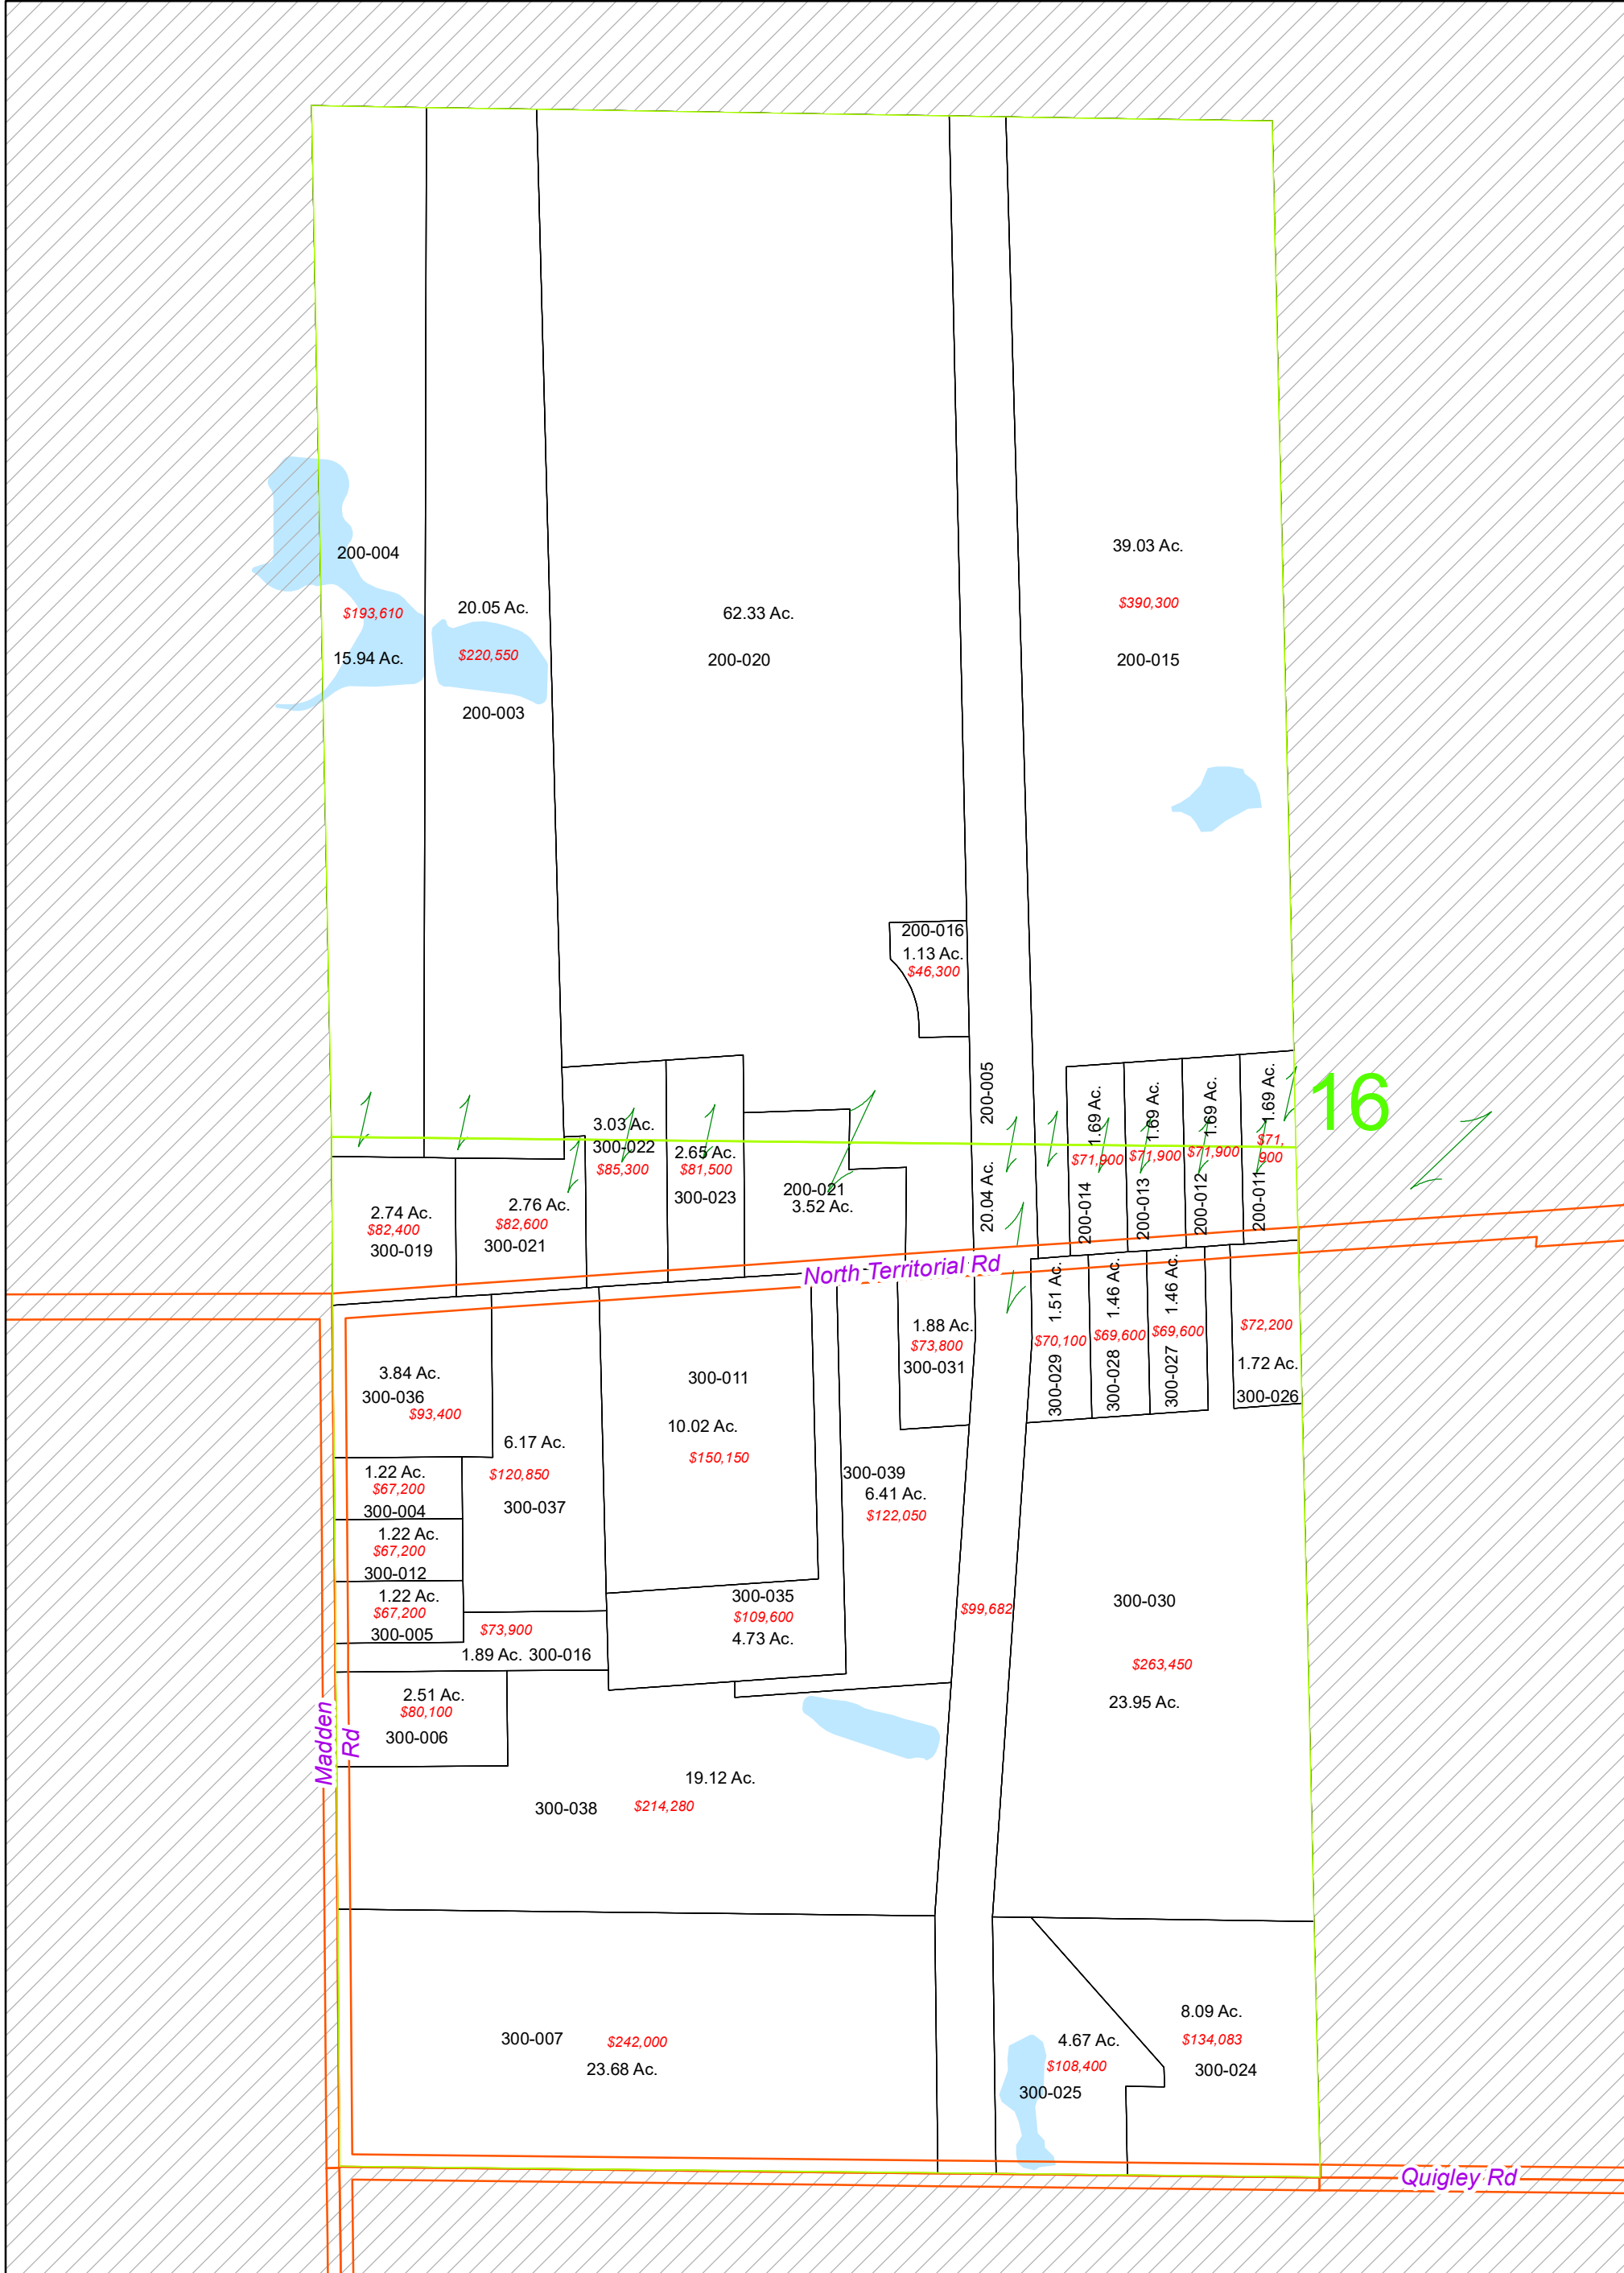 200-004
$193,610
15.94 Ac.
20.05 Ac.
$220,550
200-003
62.33 Ac.
200-020
39.03 Ac.
$390,300
200-015
200-016
1.13 Ac.
$46,300
200-005
20.04 Ac.
16
3.03 Ac.
300-022
$85,300
2.65 Ac.
$81,500
300-023
200-021
3.52 Ac.
1.69 Ac.
$71,900
200-014
1.69 Ac.
$71,900
200-013
1.69 Ac.
$71,900
200-012
1.69 Ac.
$71,
900
200-011
2.74 Ac.
$82,400
300-019
2.76 Ac.
$82,600
300-021
North Territorial Rd
3.84 Ac.
300-036
$93,400
6.17 Ac.
$120,850
300-037
300-011
10.02 Ac.
$150,150
1.88 Ac.
$73,800
300-031
1.51 Ac.
$70,100
300-029
1.46 Ac.
$69,600
300-028
1.46 Ac.
$69,600
300-027
$72,200
1.72 Ac.
300-026
1.22 Ac.
$67,200
300-004
1.22 Ac.
$67,200
300-012
1.22 Ac.
$67,200
300-005
300-039
6.41 Ac.
$122,050
300-035
$109,600
4.73 Ac.
$73,900
1.89 Ac. 300-016
$99,682
300-030
$263,450
23.95 Ac.
2.51 Ac.
$80,100
300-006
Madden
Rd
19.12 Ac.
300-038
$214,280
300-007
$242,000
23.68 Ac.
4.67 Ac.
$108,400
300-025
8.09 Ac.
$134,083
300-024
Quigley Rd